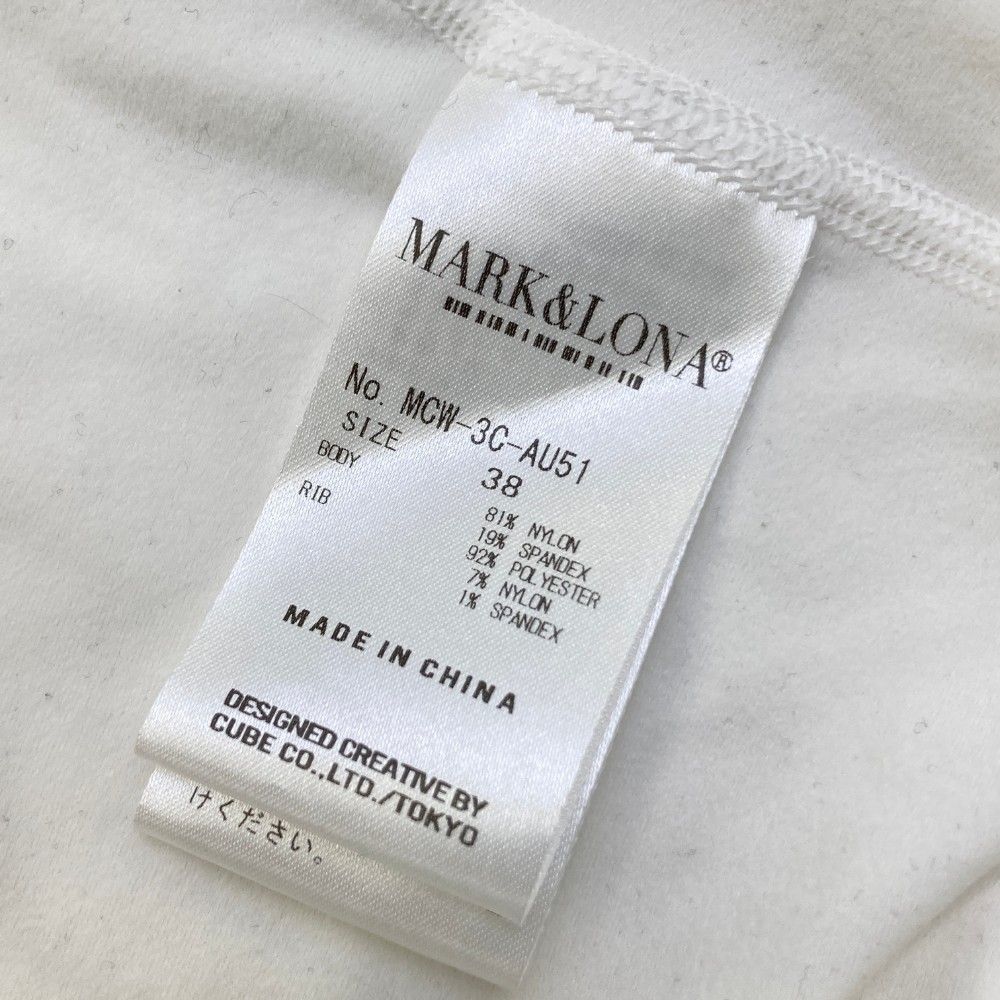 MARK&LONA®
No. MCW-3C-AU51
SIZE 38
BODY 81% NYLON
19% SPANDEX
RIB 92% POLYESTER
7% NYLON
1% SPANDEX
MADE IN CHINA
DESIGNED CREATIVE BY
CUBE CO.,LTD./TOKYO
けください。